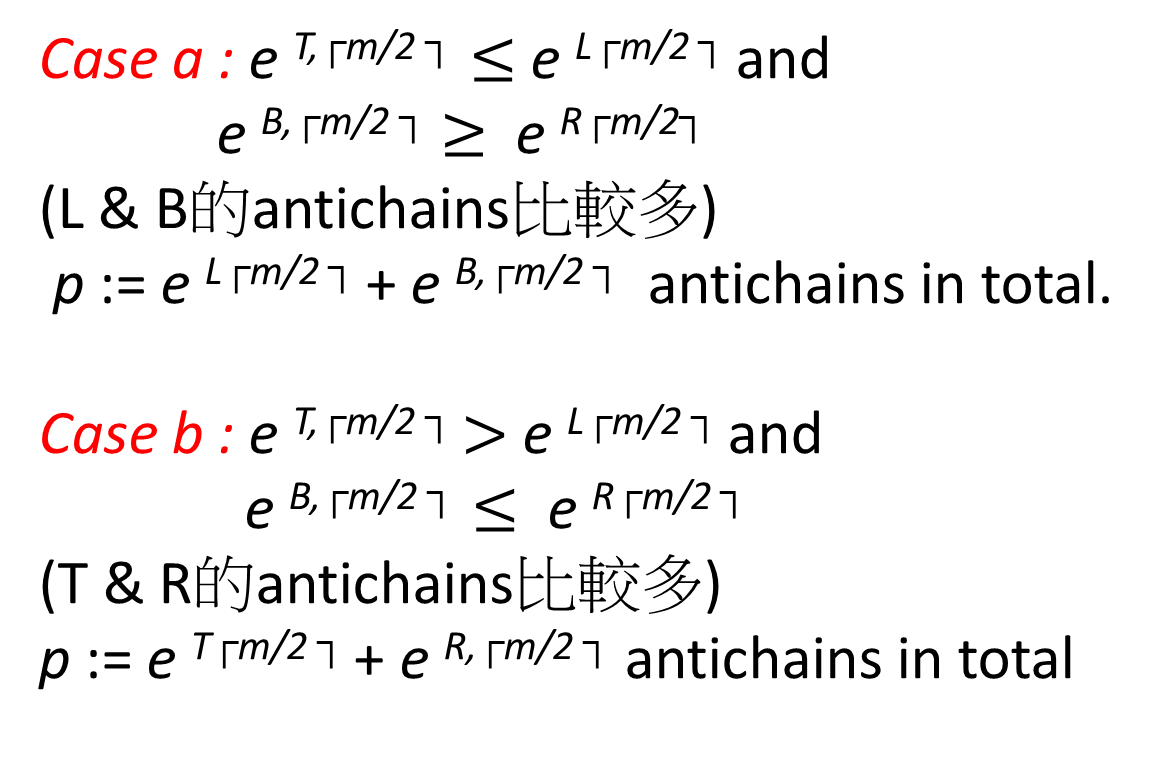 Case a : e T,┌m/2 ┐ ≤ e L┌m/2 ┐ and
e B,┌m/2 ┐ ≥ e R┌m/2┐
(L & B的antichains比較多)
p := e L┌m/2 ┐ + e B,┌m/2 ┐ antichains in total.
Case b : e T,┌m/2 ┐ > e L┌m/2 ┐ and
e B,┌m/2 ┐ ≤ e R┌m/2 ┐
(T & R的antichains比較多)
p := e T┌m/2 ┐ + e R,┌m/2 ┐ antichains in total